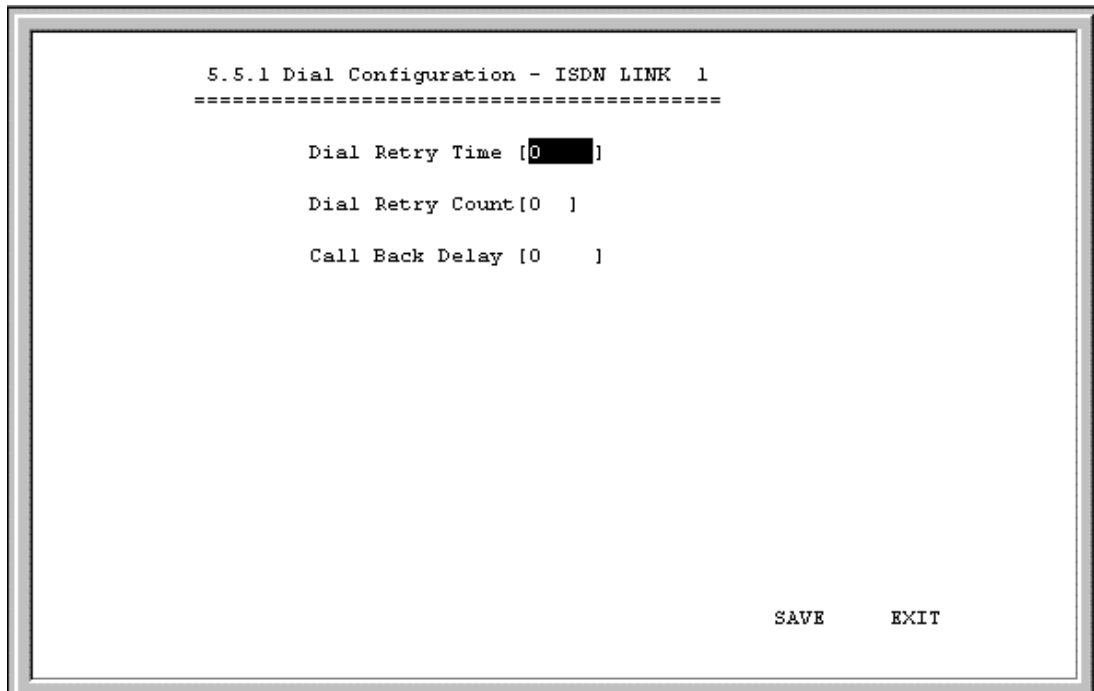 5.5.1 Dial Configuration - ISDN LINK  1
=========================================
Dial Retry Time [0     ]
Dial Retry Count[0  ]
Call Back Delay [0    ]
SAVE     EXIT